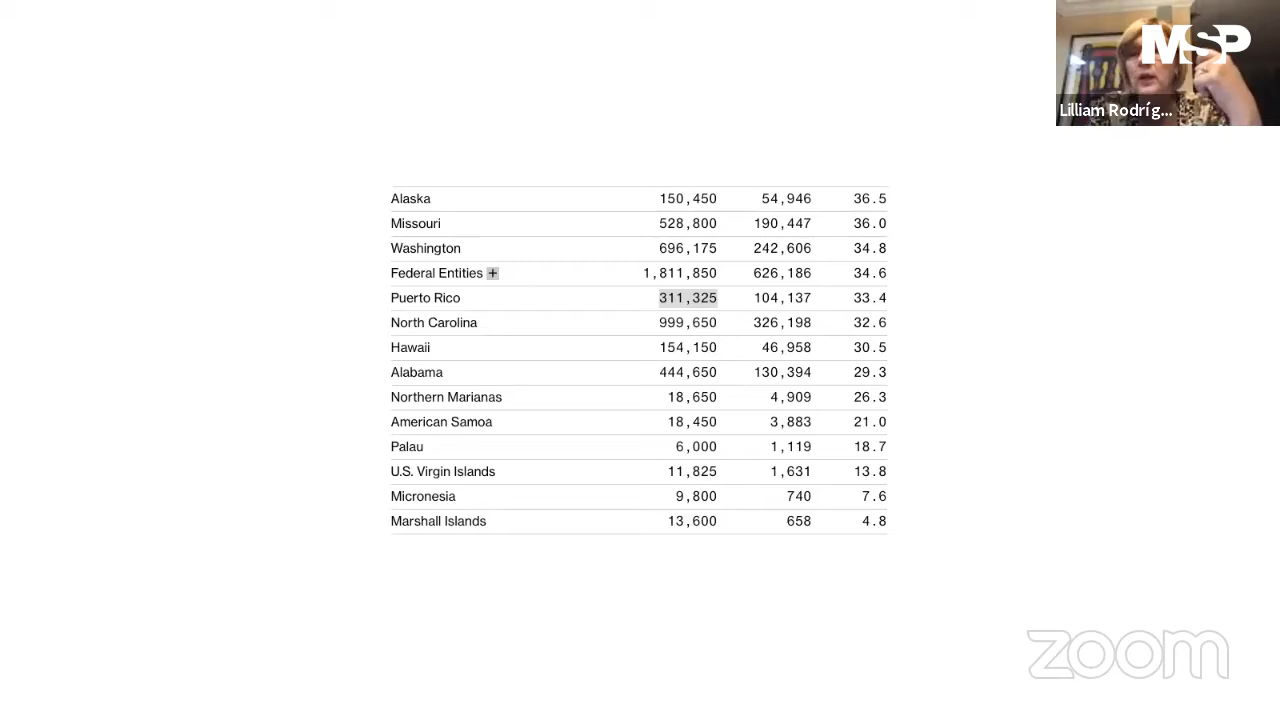 MSP
Lilliam Rodríg...
Alaska 150,450 54,946 36.5
Missouri 528,800 190,447 36.0
Washington 696,175 242,606 34.8
Federal Entities + 1,811,850 626,186 34.6
Puerto Rico 311,325 104,137 33.4
North Carolina 999,650 326,198 32.6
Hawaii 154,150 46,958 30.5
Alabama 444,650 130,394 29.3
Northern Marianas 18,650 4,909 26.3
American Samoa 18,450 3,883 21.0
Palau 6,000 1,119 18.7
U.S. Virgin Islands 11,825 1,631 13.8
Micronesia 9,800 740 7.6
Marshall Islands 13,600 658 4.8
zoom